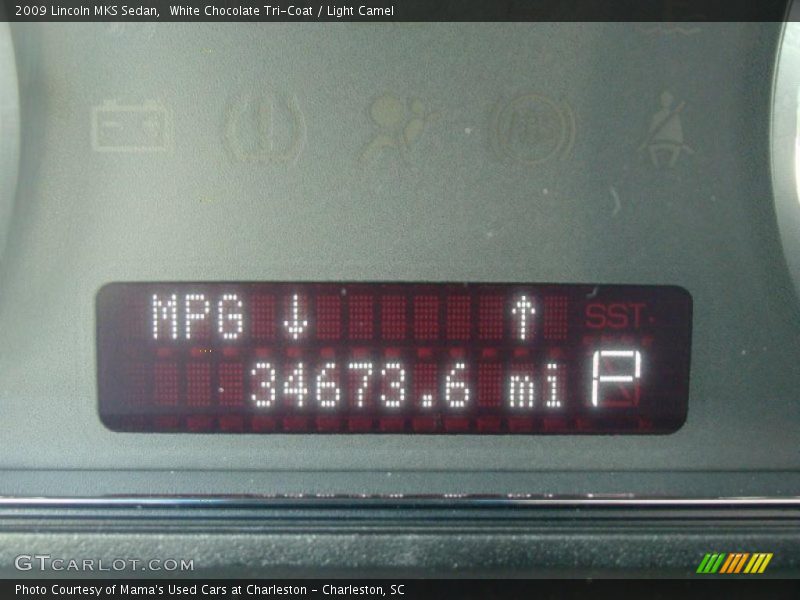 2009 Lincoln MKS Sedan,  White Chocolate Tri-Coat / Light Camel
ABS
MPG ↓ ↑ SST
34673.6 mi P
GTCARLOT.COM
Photo Courtesy of Mama's Used Cars at Charleston - Charleston, SC